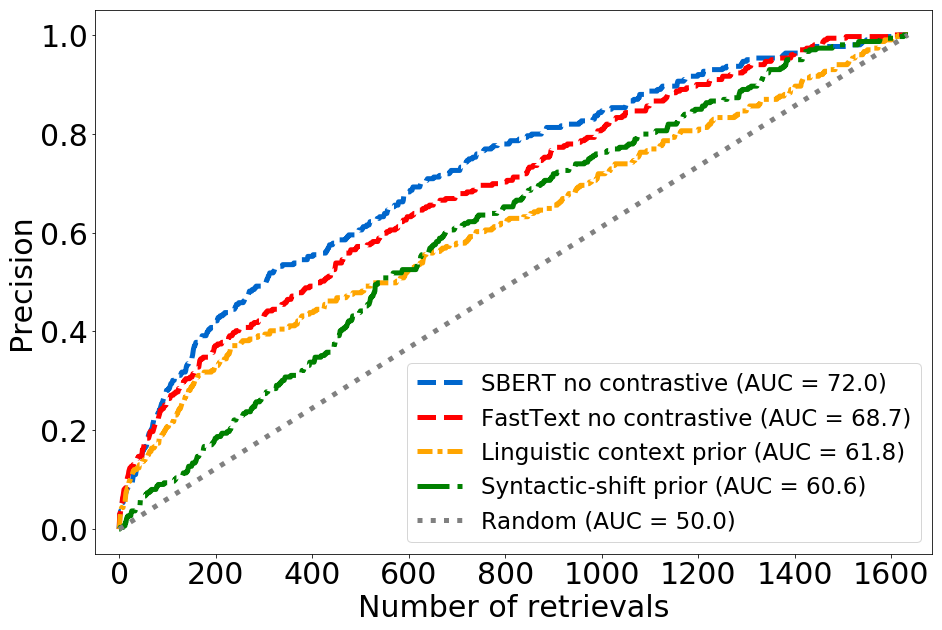 1.0
0.8
0.6
0.4
0.2
0.0
Precision
SBERT no contrastive (AUC = 72.0)
FastText no contrastive (AUC = 68.7)
Linguistic context prior (AUC = 61.8)
Syntactic-shift prior (AUC = 60.6)
Random (AUC = 50.0)
0 200 400 600 800 1000 1200 1400 1600
Number of retrievals